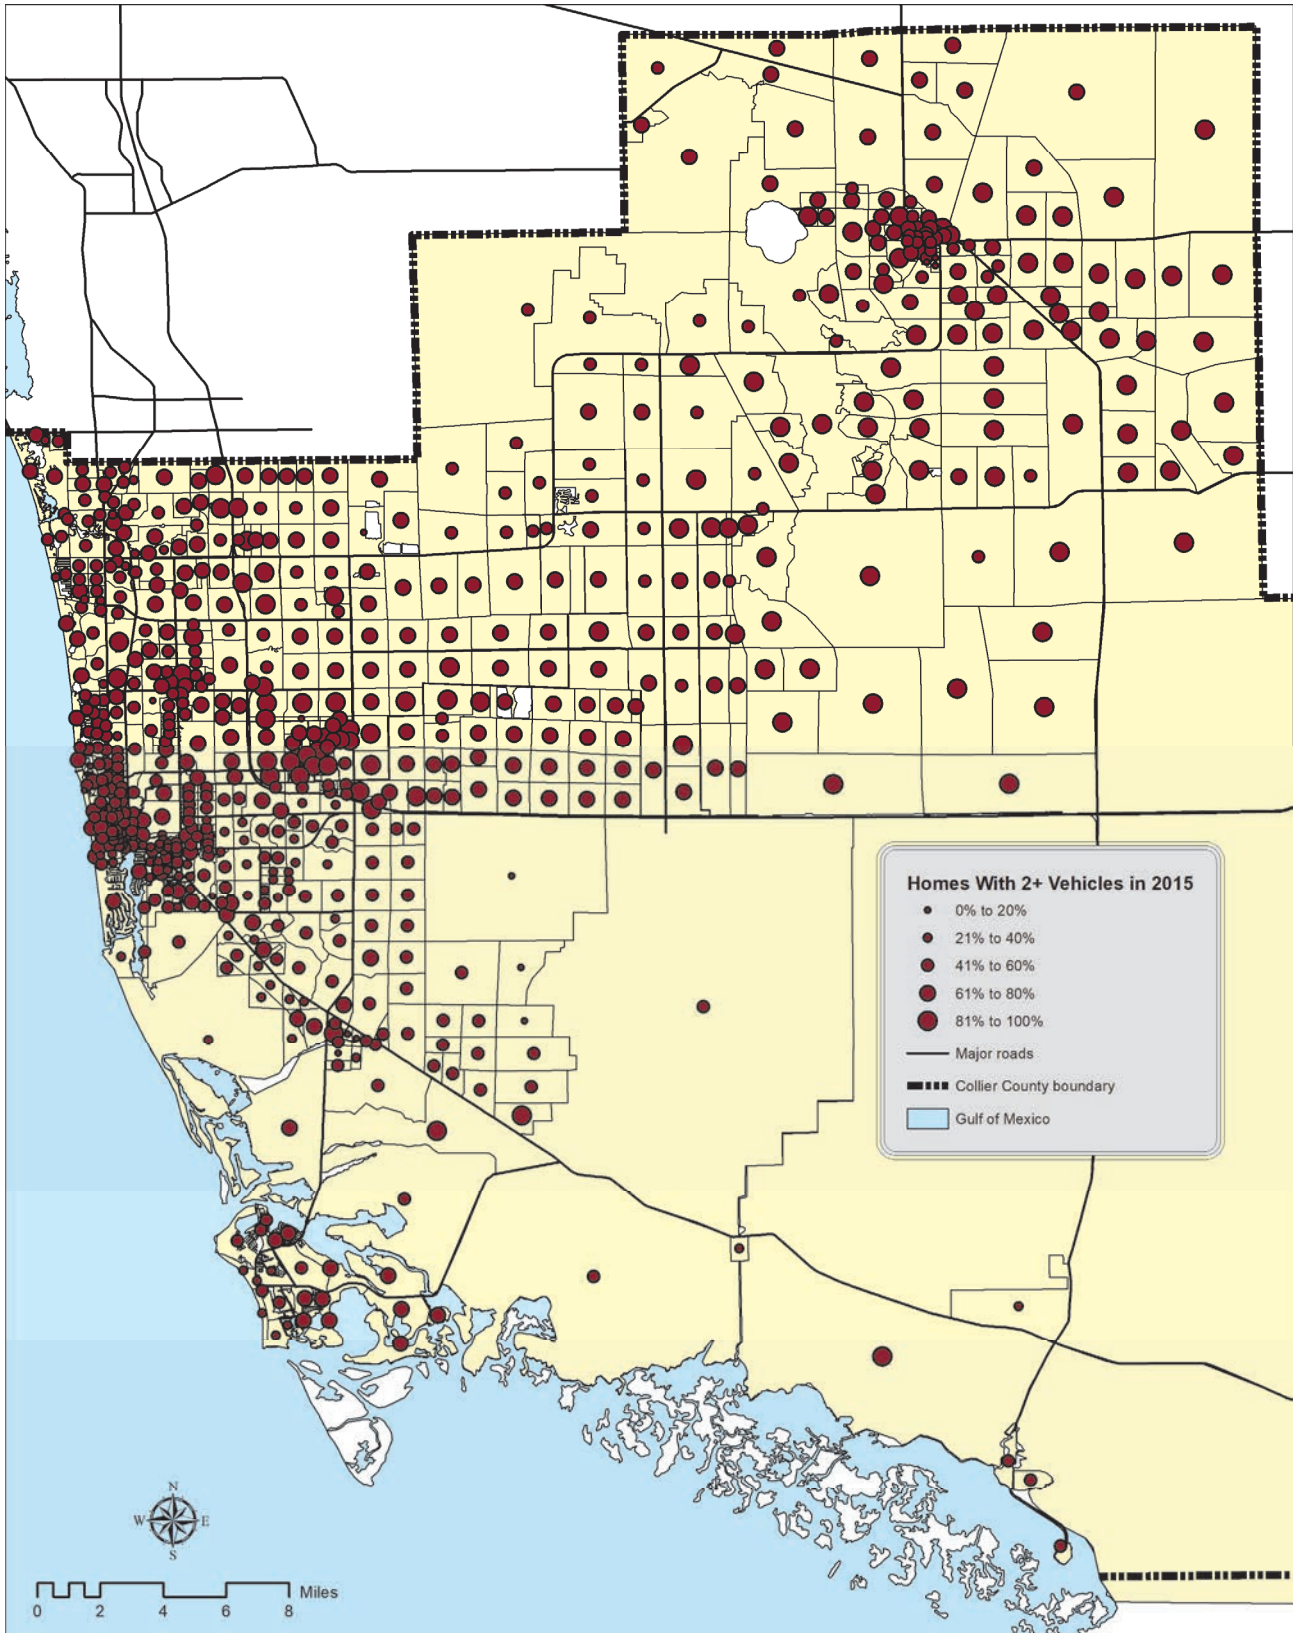 Homes With 2+ Vehicles in 2015
0% to 20%
21% to 40%
41% to 60%
61% to 80%
81% to 100%
Major roads
Collier County boundary
Gulf of Mexico
N
W E
S
Miles
0 2 4 6 8